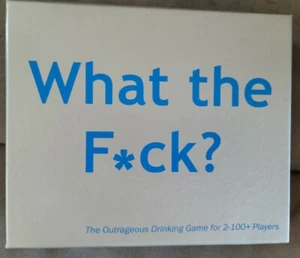 What the
F*ck?
The Outrageous Drinking Game for 2-100+ Players